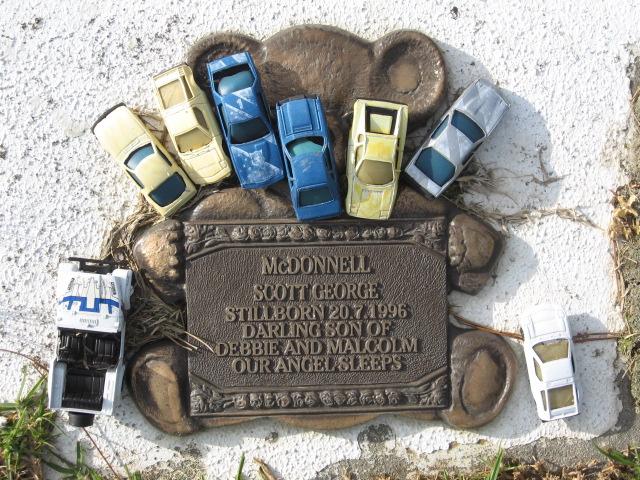 McDONNELL
SCOTT GEORGE
STILLBORN 20.7.1996
DARLING SON OF
DEBBIE AND MALCOLM
OUR ANGEL SLEEPS